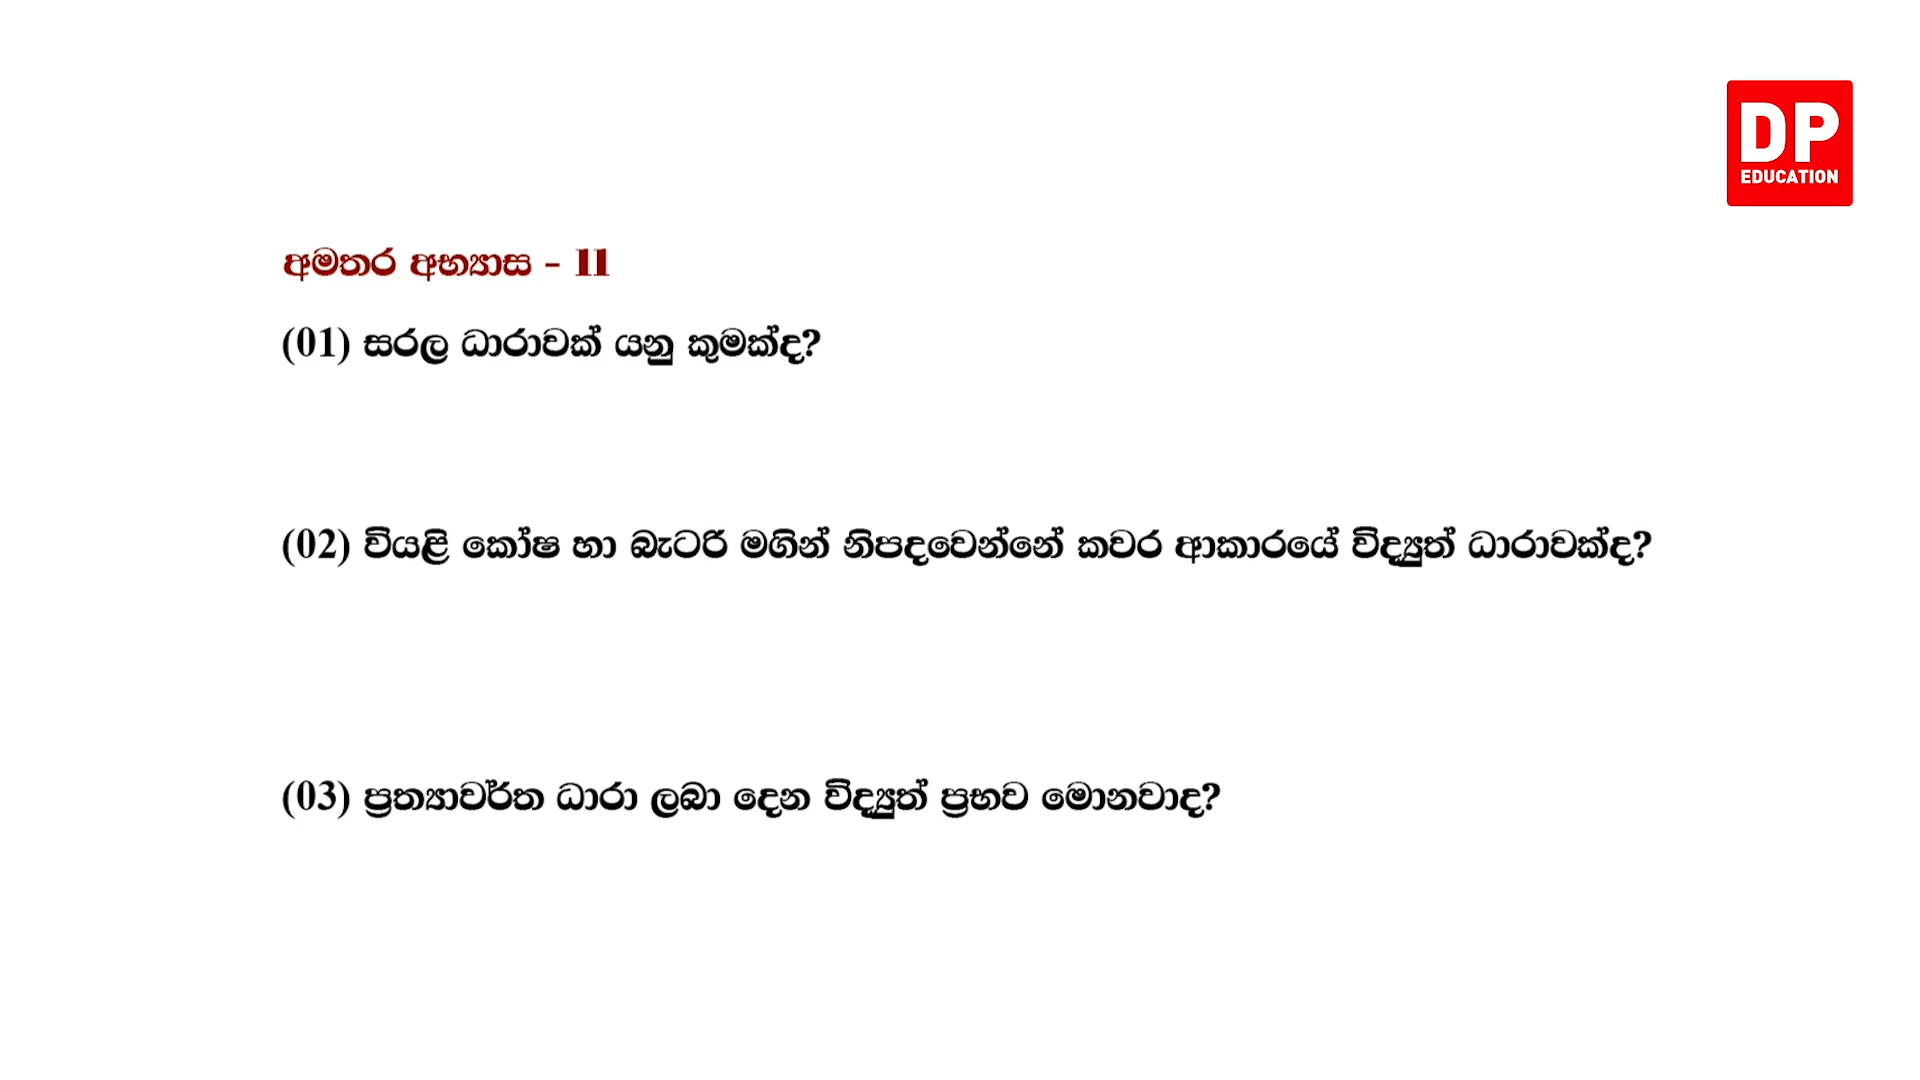 DP
EDUCATION
අමතර අභ්‍යාස - II
(01) සරල ධාරාවක් යනු කුමක්ද?
(02) වියළි කෝෂ හා බැටරි මගින් නිපදවෙන්නේ කවර ආකාරයේ විද්‍යුත් ධාරාවක්ද?
(03) ප්‍රත්‍යාවර්ත ධාරා ලබා දෙන විද්‍යුත් ප්‍රභව මොනවාද?